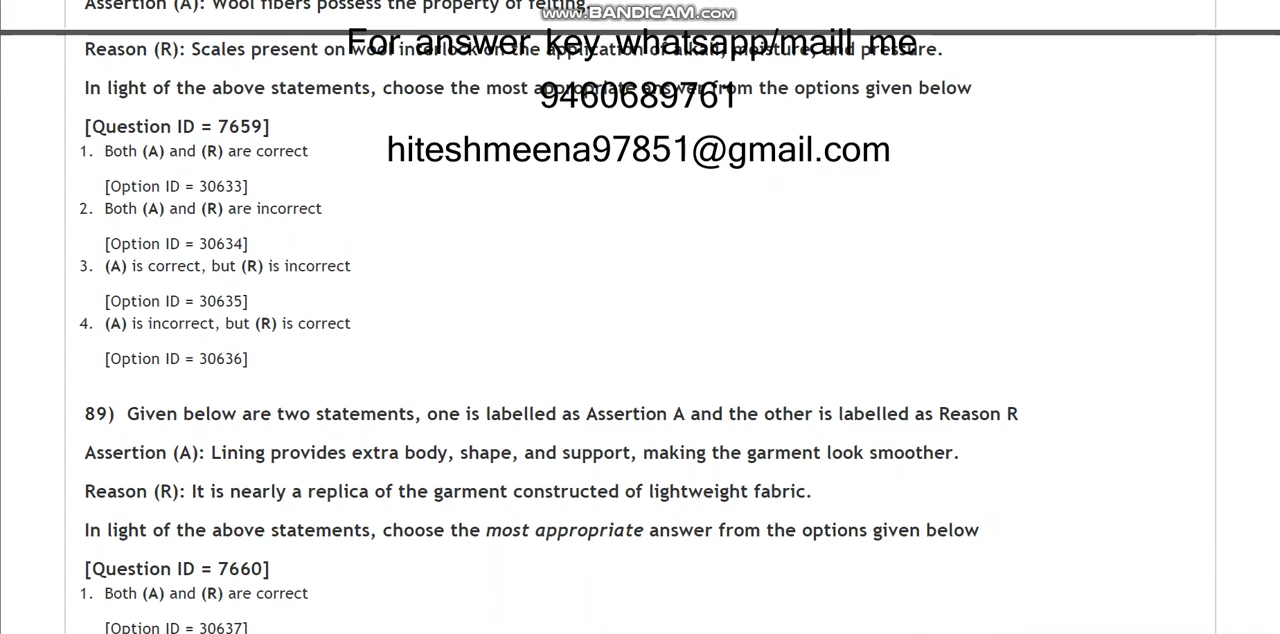 Assertion (A): Wool fibers possess the property of felting.
www.BANDICAM.com
For answer key whatsapp/maill me
Reason (R): Scales present on wool interlock on the application of alkali, moisture, and pressure.
In light of the above statements, choose the most appropriate answer from the options given below
9460689761
[Question ID = 7659]
hiteshmeena97851@gmail.com
1. Both (A) and (R) are correct
[Option ID = 30633]
2. Both (A) and (R) are incorrect
[Option ID = 30634]
3. (A) is correct, but (R) is incorrect
[Option ID = 30635]
4. (A) is incorrect, but (R) is correct
[Option ID = 30636]
89) Given below are two statements, one is labelled as Assertion A and the other is labelled as Reason R
Assertion (A): Lining provides extra body, shape, and support, making the garment look smoother.
Reason (R): It is nearly a replica of the garment constructed of lightweight fabric.
In light of the above statements, choose the most appropriate answer from the options given below
[Question ID = 7660]
1. Both (A) and (R) are correct
[Option ID = 30637]